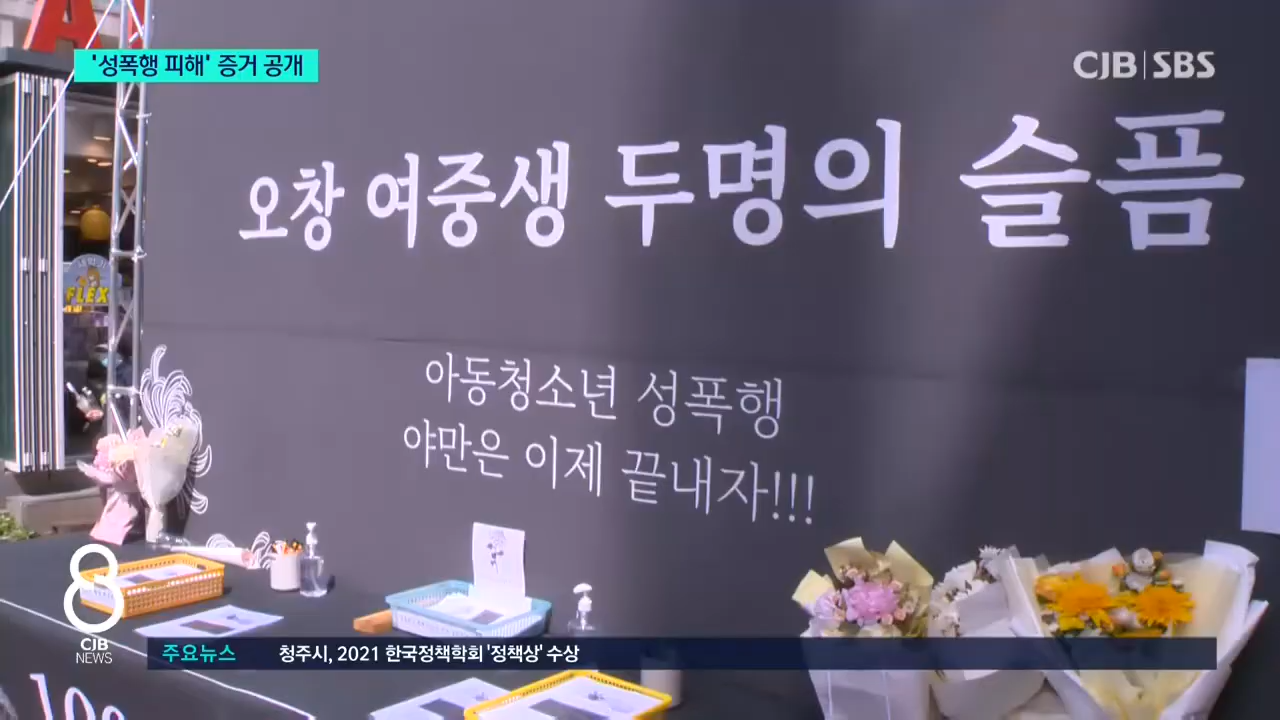 '성폭행 피해' 증거 공개
CJB SBS
오창 여중생 두명의 슬픔
아동청소년 성폭행
야만은 이제 끝내자!!!
FLEX
8
CJB
NEWS
주요뉴스 청주시, 2021 한국정책학회 '정책상' 수상